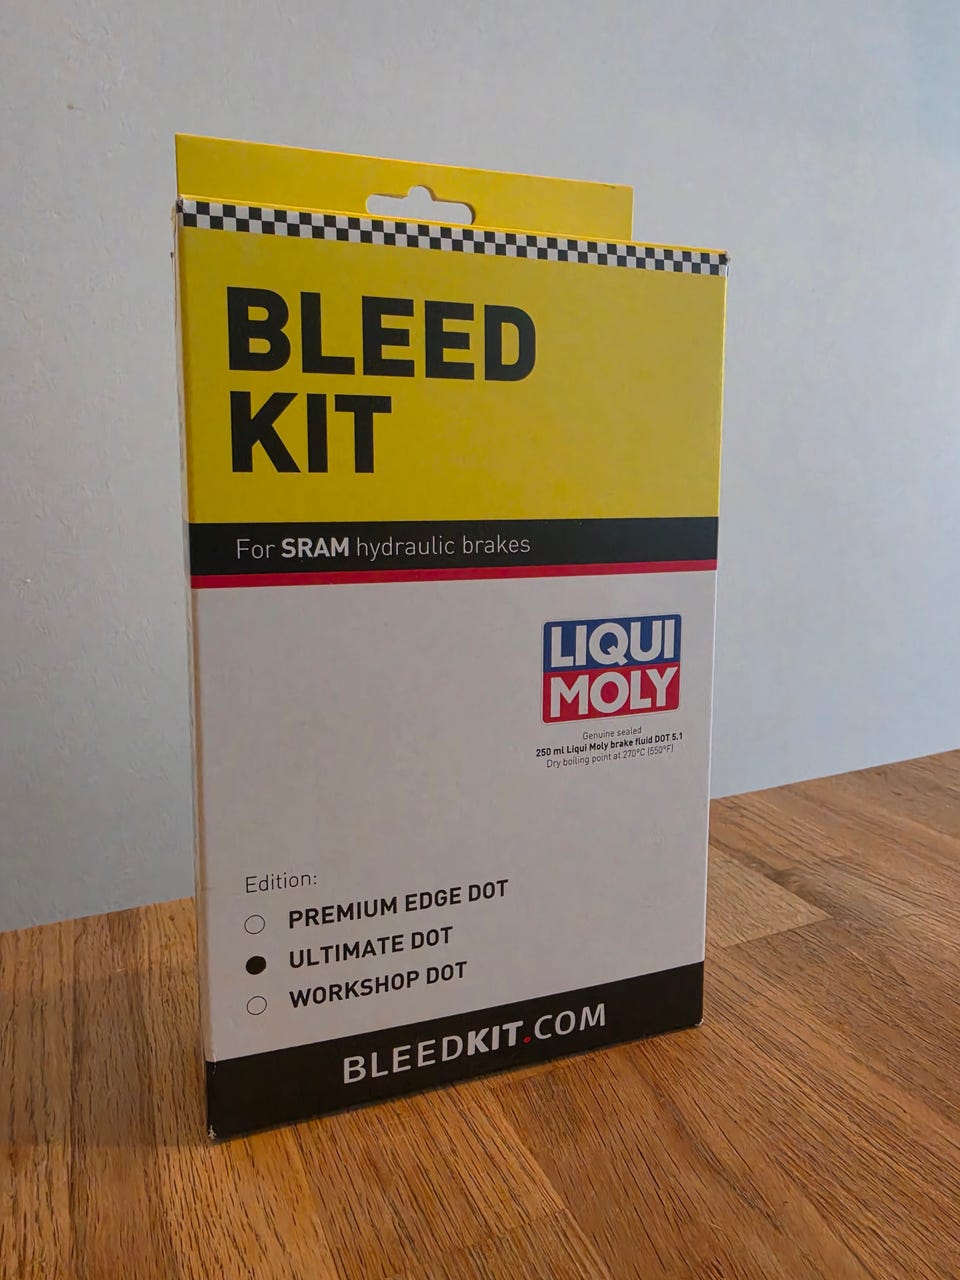 BLEED
KIT
For SRAM hydraulic brakes
LIQUI
MOLY
Genuine sealed
250 ml Liqui Moly brake fluid DOT 5.1
Dry boiling point at 270°C (550°F)
Edition:
PREMIUM EDGE DOT
ULTIMATE DOT
WORKSHOP DOT
BLEEDKIT.COM